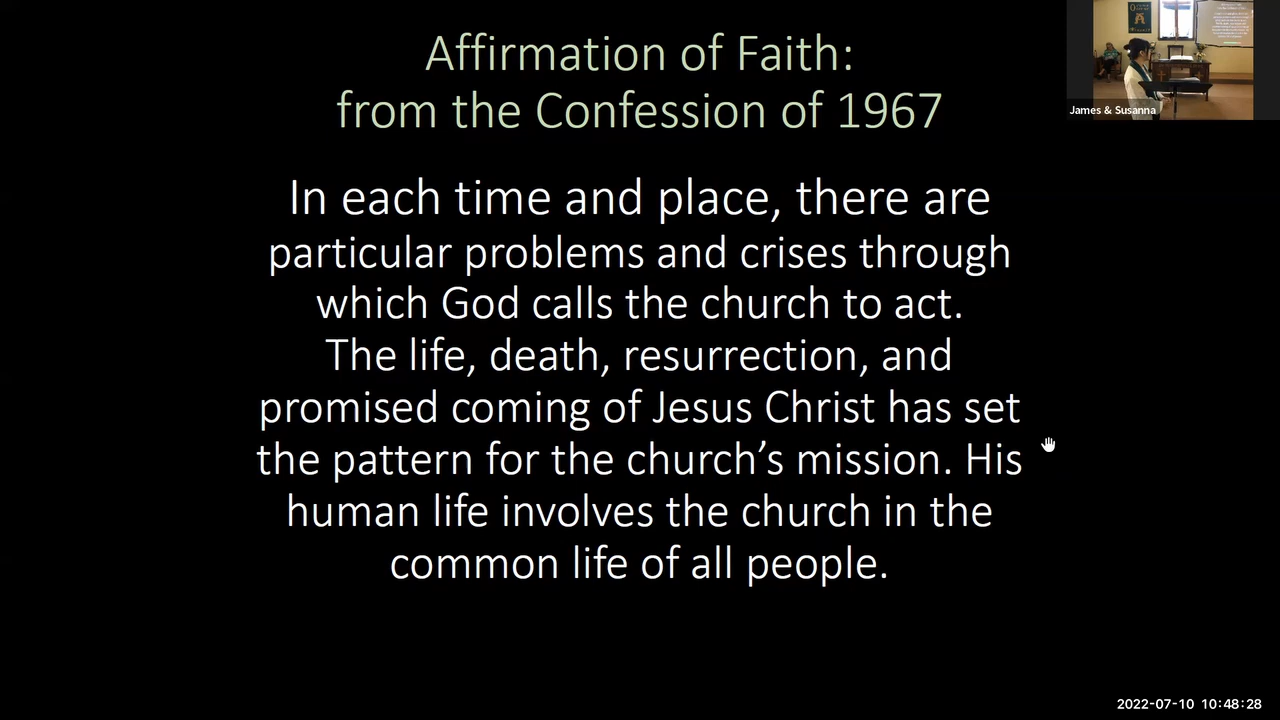 Affirmation of Faith:
from the Confession of 1967
In each time and place, there are
particular problems and crises through
which God calls the church to act.
The life, death, resurrection, and
promised coming of Jesus Christ has set
the pattern for the church’s mission. His
human life involves the church in the
common life of all people.
James & Susanna
2022-07-10 10:48:28